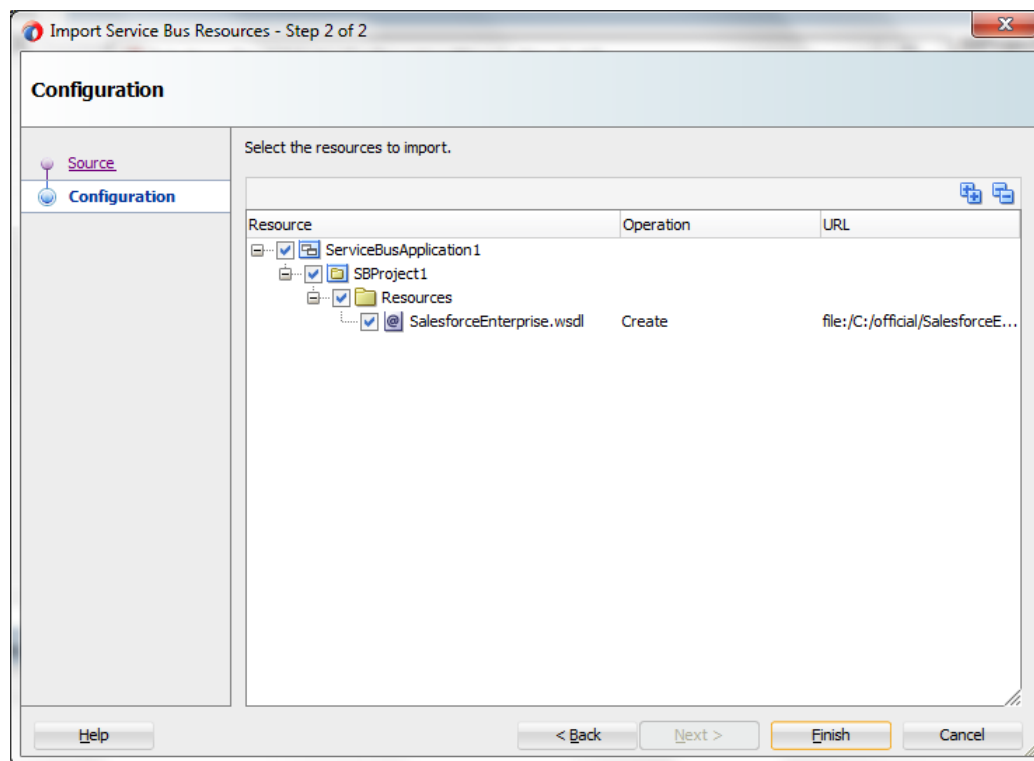 Import Service Bus Resources - Step 2 of 2
Configuration
Source
Configuration
Select the resources to import.
Resource Operation URL
ServiceBusApplication1
SBProject1
Resources
SalesforceEnterprise.wsdl Create file:/C:/official/SalesforceE...
Help < Back Next > Finish Cancel